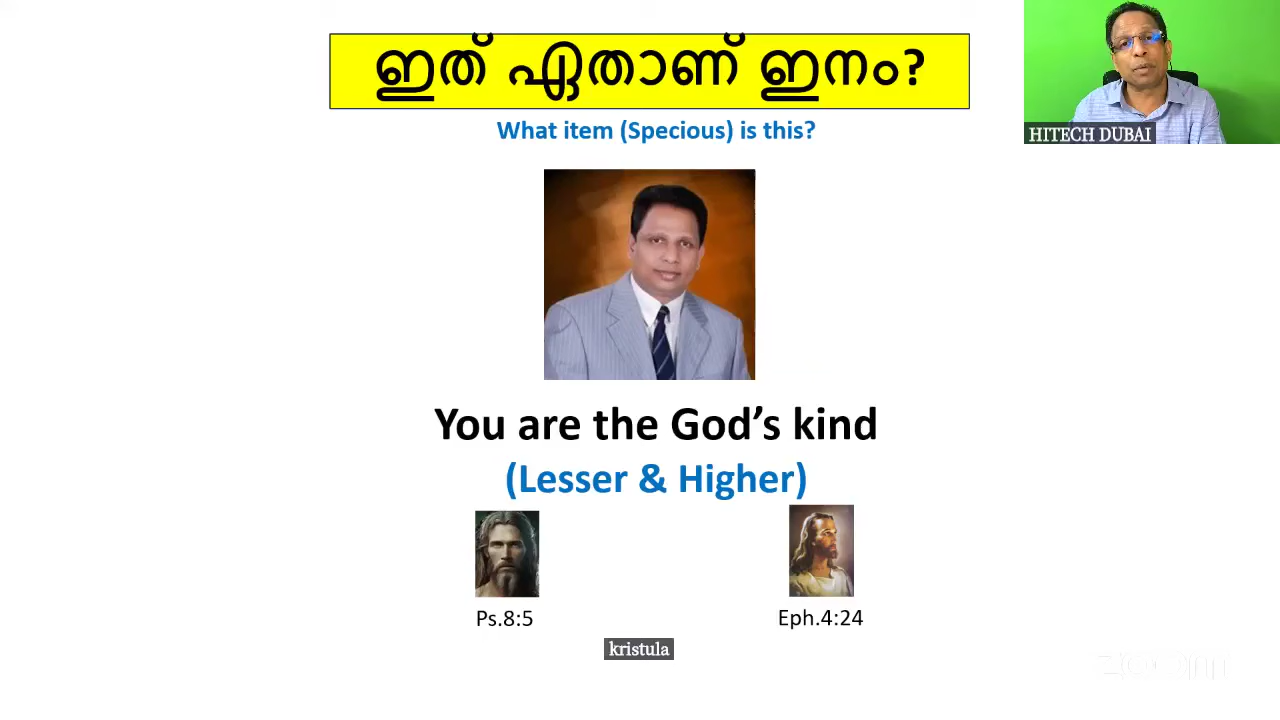 ഇത് ഏതാണ് ഇനം?
HITECH DUBAI
What item (Specious) is this?
You are the God’s kind
(Lesser & Higher)
Ps.8:5
Eph.4:24
kristula
zoom